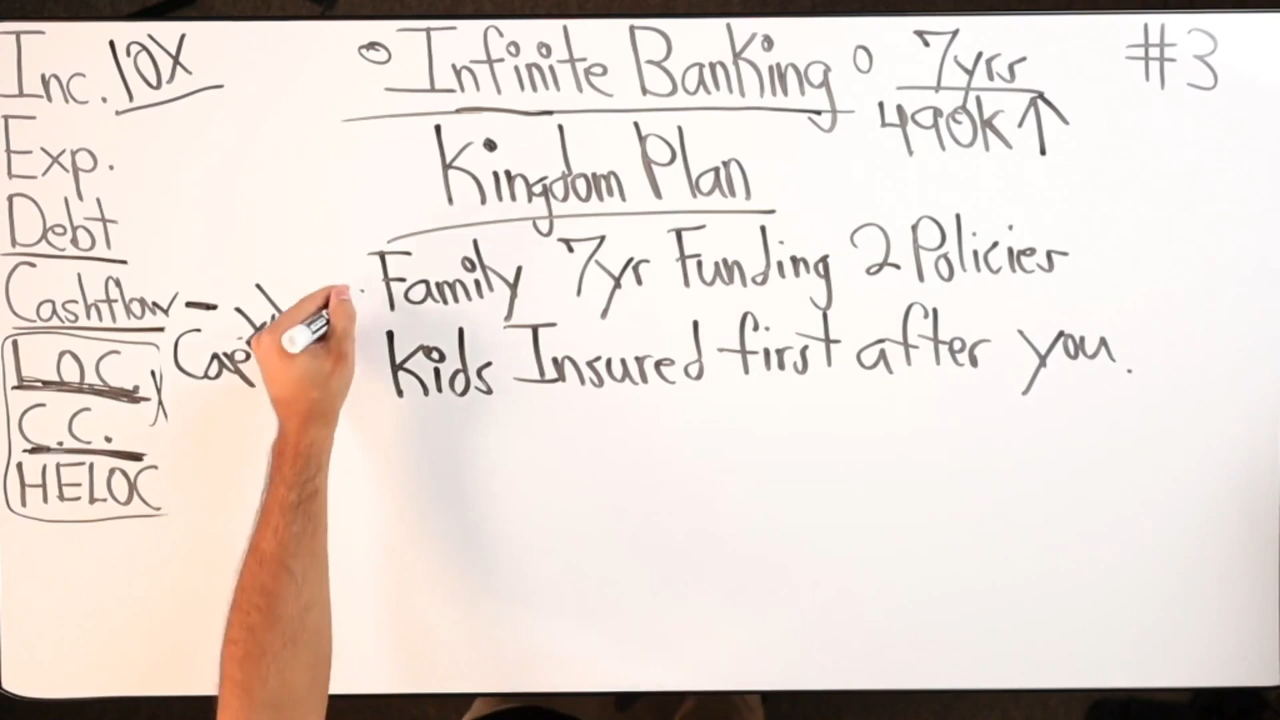 Inc. 10X
Exp.
Debt
Cashflow -
LOC
C.C.
HELOC
Infinite Banking
7yrs
490K↑
#3
Kingdom Plan
Family 7yr Funding 2 Policies
Kids Insured first after you.